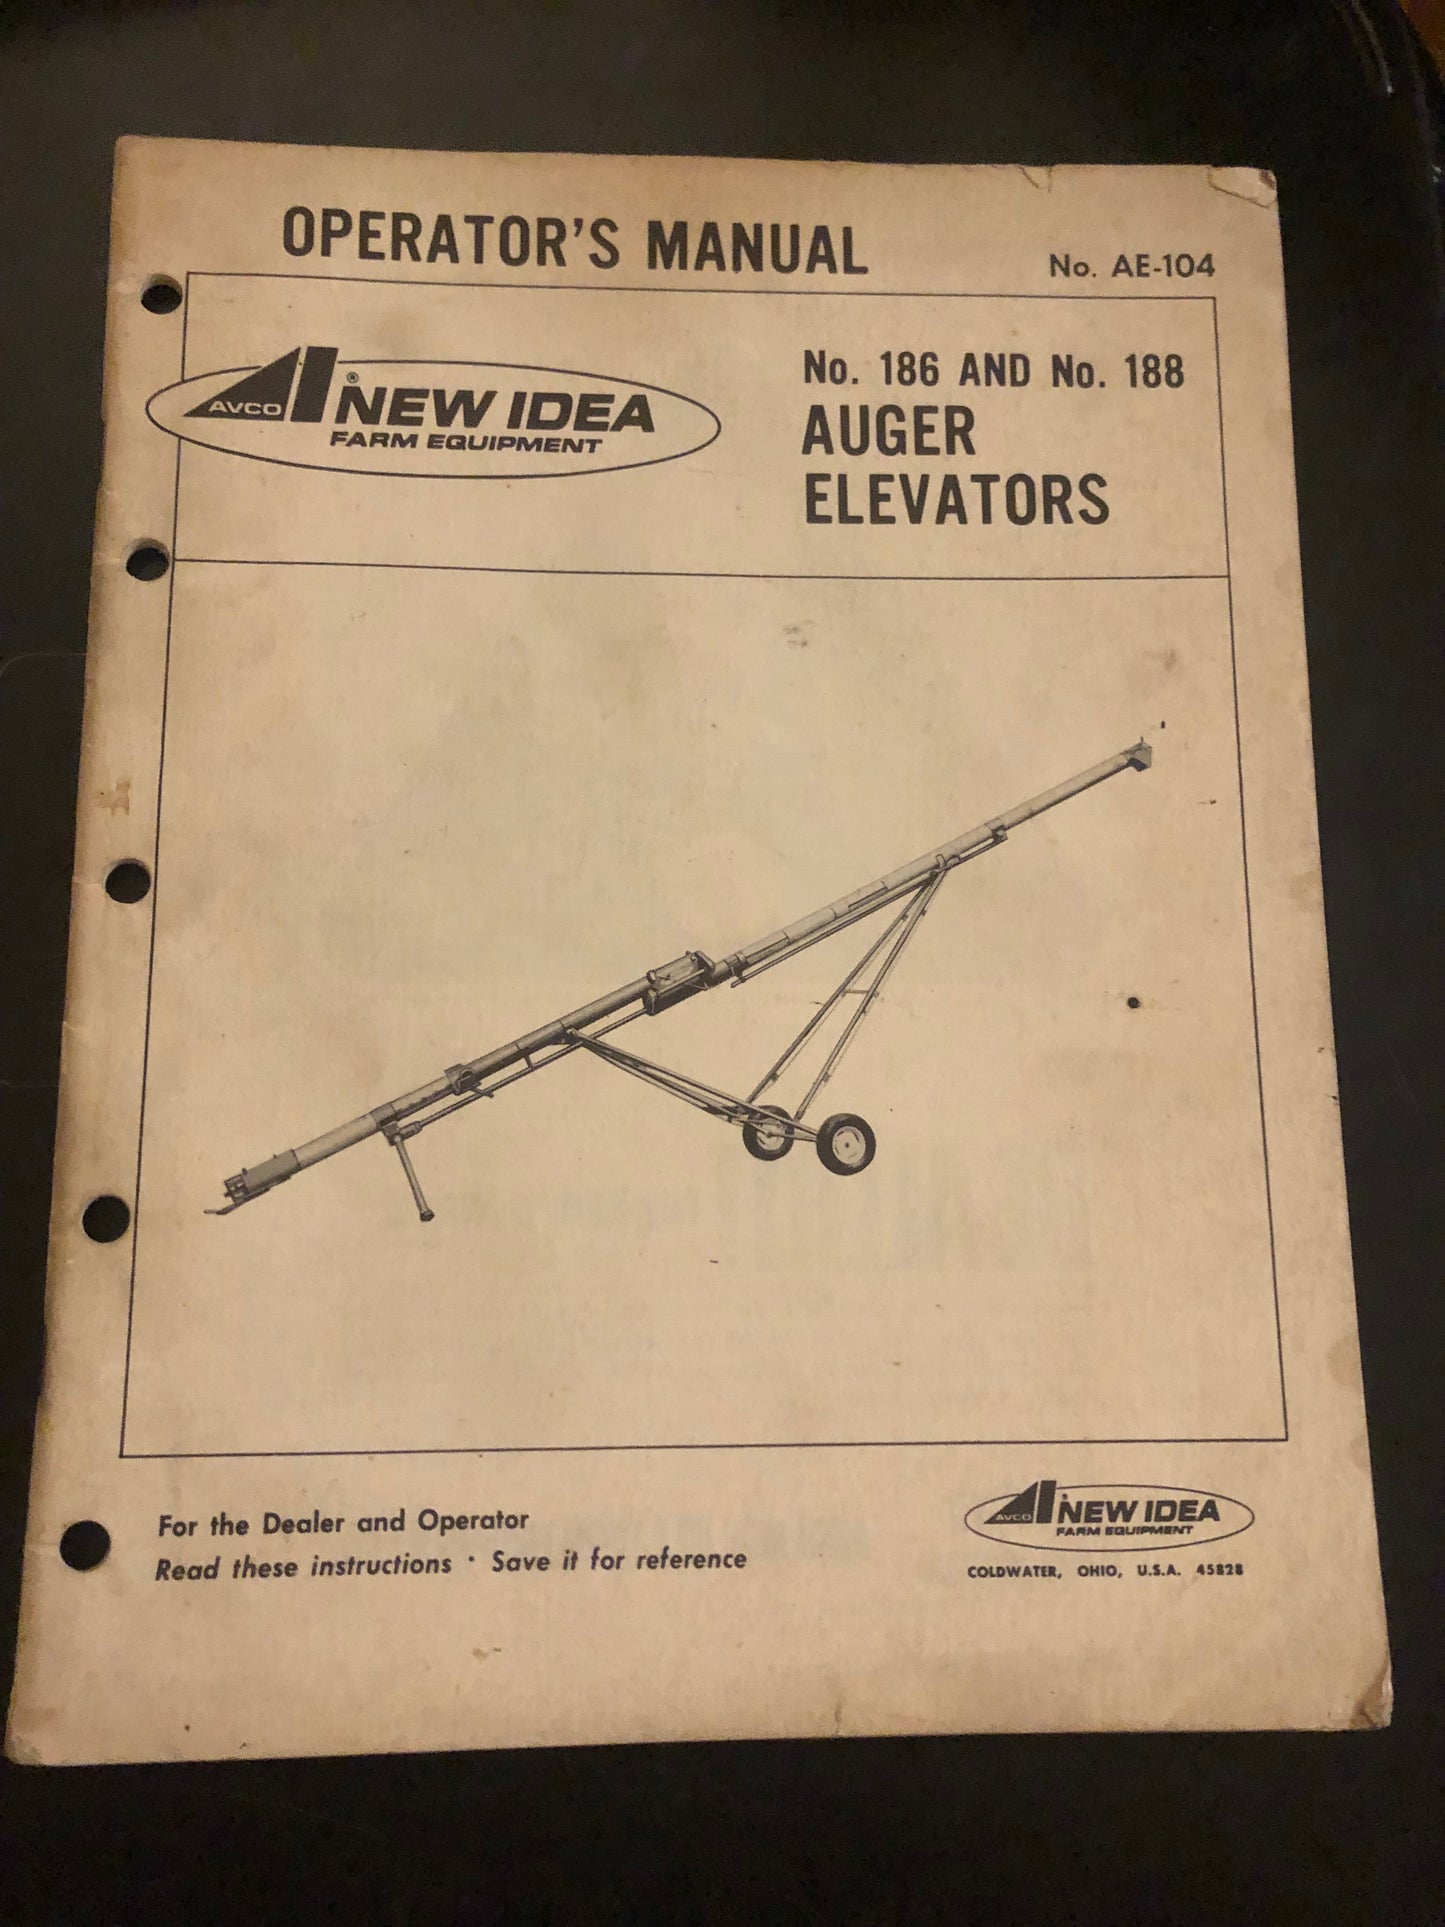 OPERATOR'S MANUAL
No. AE-104
AVCO
® NEW IDEA
FARM EQUIPMENT
No. 186 AND No. 188
AUGER
ELEVATORS
For the Dealer and Operator
Read these instructions · Save it for reference
AVCO
NEW IDEA
FARM EQUIPMENT
COLDWATER, OHIO, U.S.A. 45828